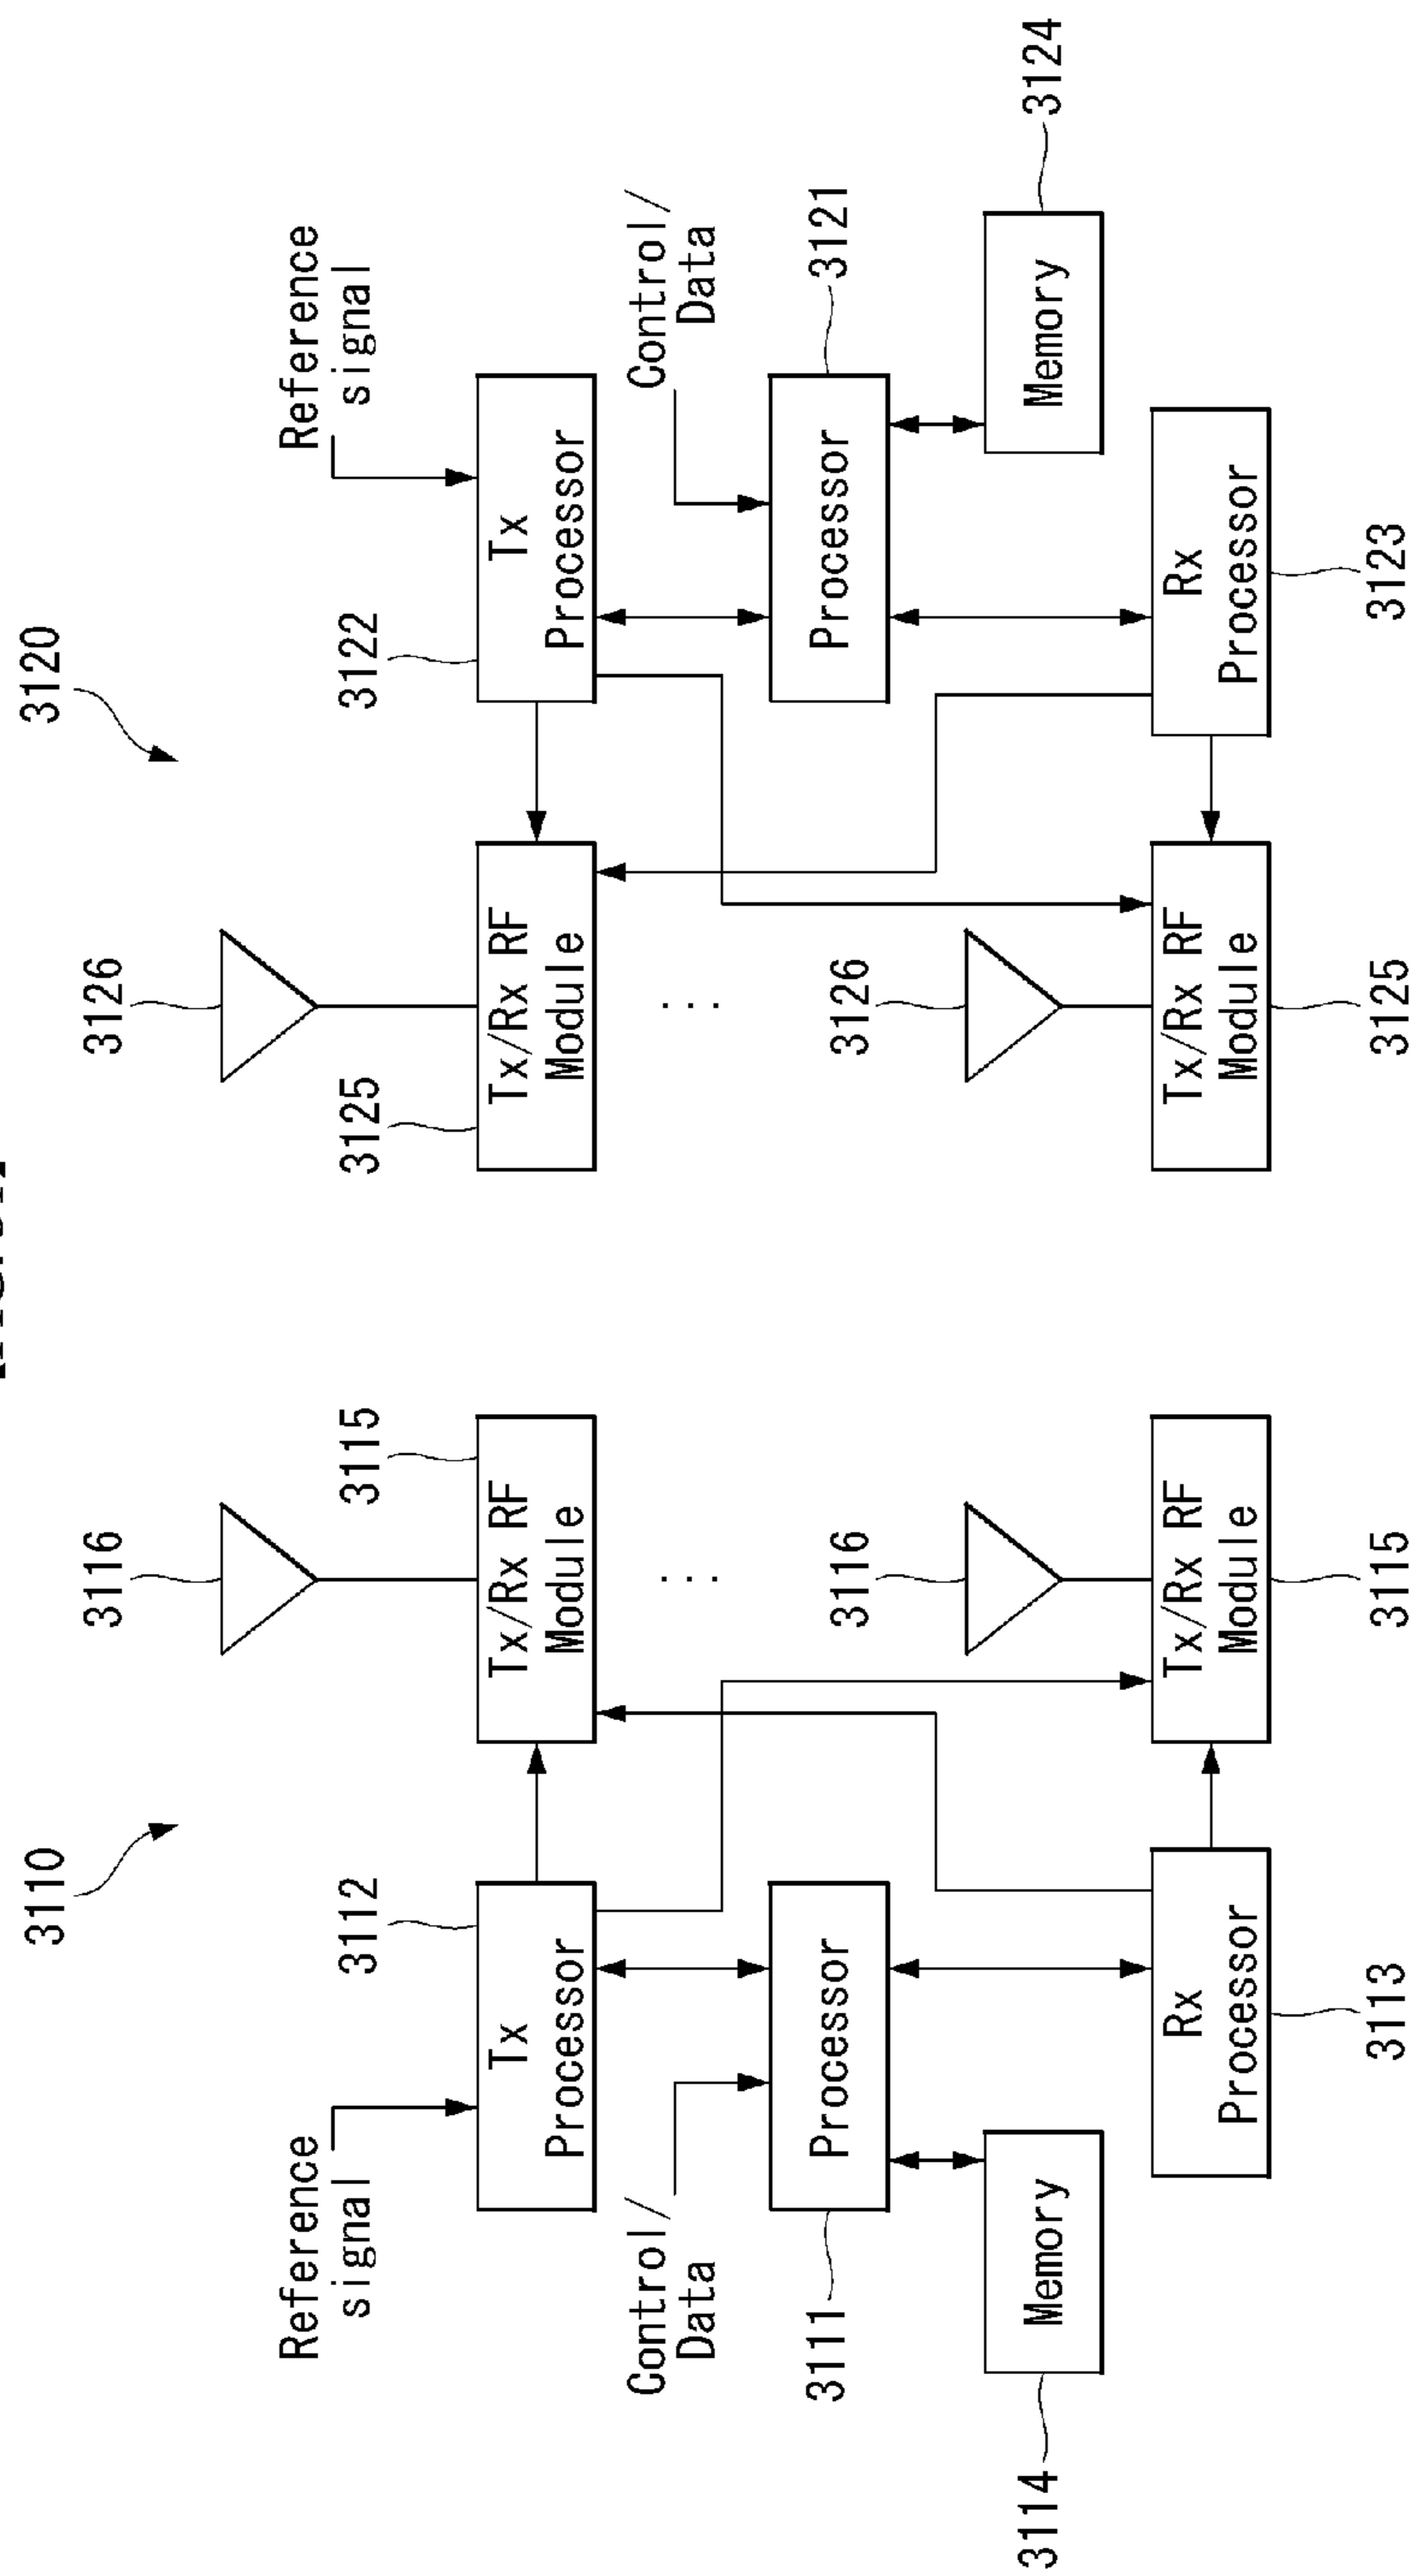 3110
3120
3116
3126
Reference
signal
3112
3115
3125
3122
Reference
signal
Tx
Processor
Tx/Rx RF
Module
Tx/Rx RF
Module
Tx
Processor
Control/
Data
...
...
Control/
Data
3111
Processor
3116
3126
Processor
3121
3114
Memory
Memory
3124
Rx
Processor
Tx/Rx RF
Module
Tx/Rx RF
Module
Rx
Processor
3113
3115
3125
3123